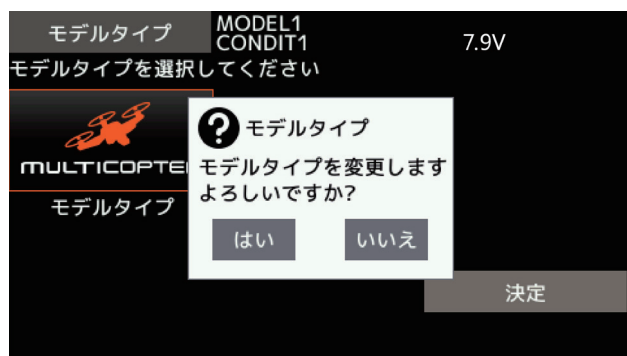 モデルタイプ
MODEL1
CONDIT1
7.9V
モデルタイプを選択してください
MULTICOPTE
モデルタイプ
?
モデルタイプ
モデルタイプを変更します
よろしいですか?
はい
いいえ
決定